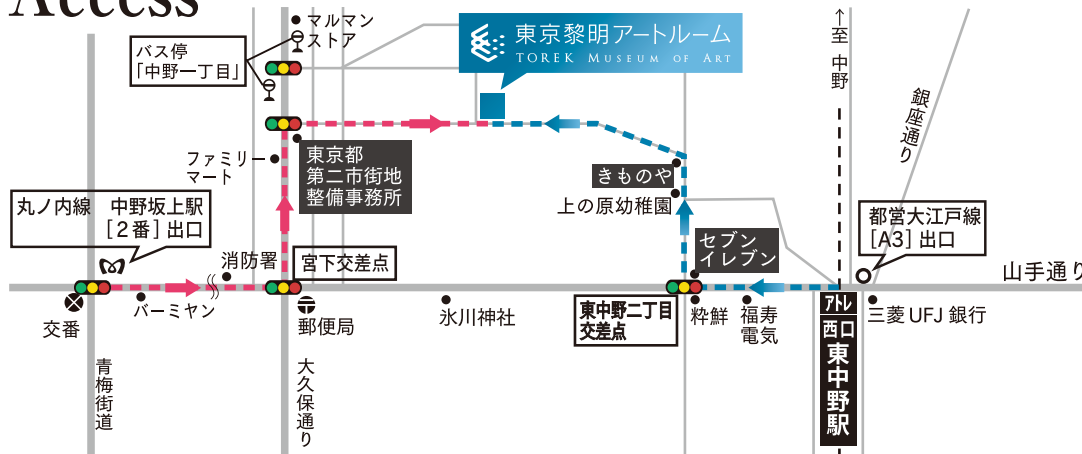 Access
マルマン
ストア
バス停
「中野一丁目」
東京黎明アートルーム
TOREK MUSEUM OF ART
↑至 中野
銀座通り
ファミリー
マート
東京都
第二市街地
整備事務所
きものや
上の原幼稚園
丸ノ内線 中野坂上駅
[2番]出口
セブン
イレブン
都営大江戸線
[A3]出口
消防署
宮下交差点
山手通り
交番
バーミヤン
郵便局
氷川神社
東中野二丁目
交差点
粋鮮
福寿
電気
アトレ
西口
東中野駅
三菱UFJ銀行
青梅街道
大久保通り